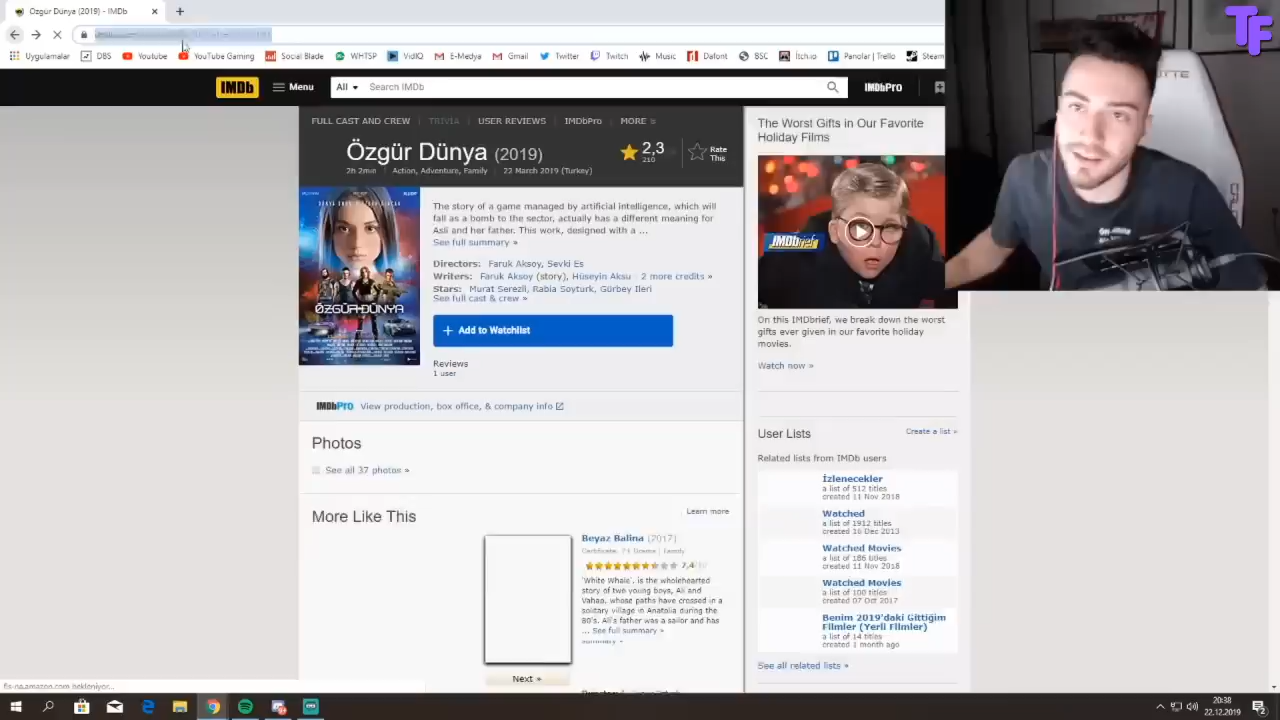 Özgür Dünya (2019) - IMDb
TF
Uygulamalar DBS Youtube YouTube Gaming Social Blade WHTSP VidIQ E-Medya Gmail Twitter Twitch Music Dafont BSC Itch.io Panolar | Trello Steam
IMDb Menu All Search IMDb IMDbPro
FULL CAST AND CREW TRIVIA USER REVIEWS IMDbPro MORE
Özgür Dünya (2019)
2,3
210
Rate
This
2h 2min Action, Adventure, Family 22 March 2019 (Turkey)
ÖZGÜR DÜNYA
The story of a game managed by artificial intelligence, which will
fall as a bomb to the sector, actually has a different meaning for
Asli and her father. This work, designed with a ...
See full summary »
Directors: Faruk Aksoy, Sevki Es
Writers: Faruk Aksoy (story), Hüseyin Aksu 2 more credits »
Stars: Murat Serezli, Rabia Soyturk, Gürbey Ileri
See full cast & crew »
+ Add to Watchlist
Reviews
1 user
IMDbPro View production, box office, & company info
Photos
See all 37 photos »
More Like This
Learn more
Beyaz Balina (2017)
7,4
'White Whale', is the wholehearted
story of two young boys, Ali and
Vahap, whose paths have crossed in a
solitary village in Anatolia during the
80's. Ali's father was a sailor and has
... See full summary »
Next »
The Worst Gifts in Our Favorite
Holiday Films
IMDbrief
On this IMDbrief, we break down the worst
gifts ever given in our favorite holiday
movies.
Watch now »
User Lists
Create a list »
Related lists from IMDb users
İzlenecekler
a list of 512 titles
created 11 Nov 2018
Watched
a list of 1912 titles
created 16 Dec 2013
Watched Movies
a list of 186 titles
created 11 Nov 2018
Watched Movies
a list of 100 titles
created 07 Oct 2017
Benim 2019'daki Gittiğim
Filmler (Yerli Filmler)
a list of 14 titles
created 1 month ago
See all related lists »
fls-na.amazon.com bekleniyor...
20:38
22.12.2019
2